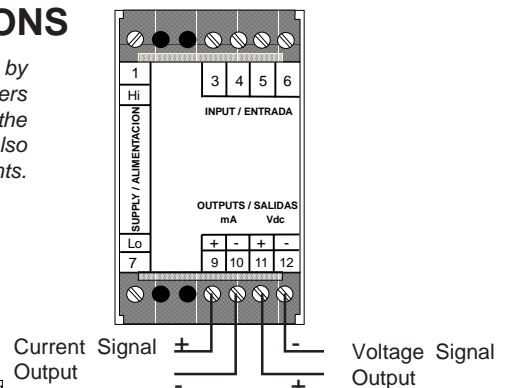 ONS
by
ers
the
lso
nts.
1
3 4 5 6
Hi
INPUT / ENTRADA
SUPPLY / ALIMENTACION
OUTPUTS / SALIDAS
mA Vdc
Lo + - + -
7 9 10 11 12
Current Signal + - Voltage Signal
Output - + Output